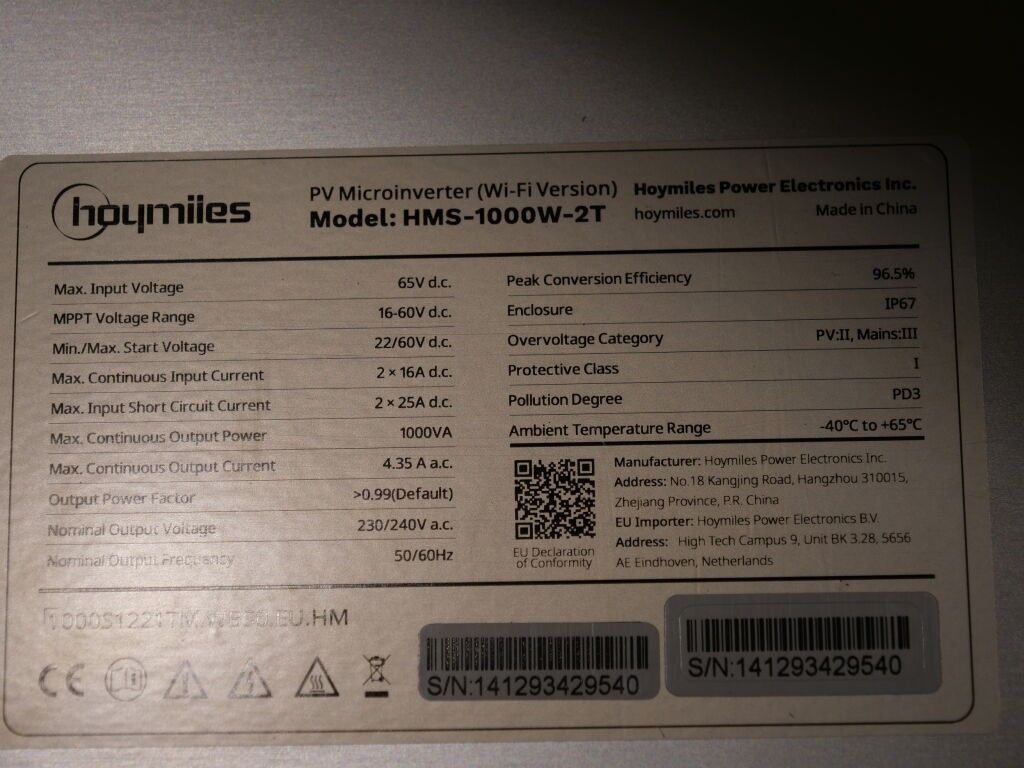 hoymiles
PV Microinverter (Wi-Fi Version)
Model: HMS-1000W-2T
Hoymiles Power Electronics Inc.
hoymiles.com Made in China
Max. Input Voltage 65V d.c.
MPPT Voltage Range 16-60V d.c.
Min./Max. Start Voltage 22/60V d.c.
Max. Continuous Input Current 2 × 16A d.c.
Max. Input Short Circuit Current 2 × 25A d.c.
Max. Continuous Output Power 1000VA
Max. Continuous Output Current 4.35 A a.c.
Output Power Factor >0.99(Default)
Nominal Output Voltage 230/240V a.c.
Nominal Output Frequency 50/60Hz
Peak Conversion Efficiency 96.5%
Enclosure IP67
Overvoltage Category PV:II, Mains:III
Protective Class I
Pollution Degree PD3
Ambient Temperature Range -40°C to +65°C
EU Declaration
of Conformity
Manufacturer: Hoymiles Power Electronics Inc.
Address: No.18 Kangjing Road, Hangzhou 310015,
Zhejiang Province, P.R. China
EU Importer: Hoymiles Power Electronics B.V.
Address: High Tech Campus 9, Unit BK 3.28, 5656
AE Eindhoven, Netherlands
CE
S/N:141293429540
S/N:141293429540